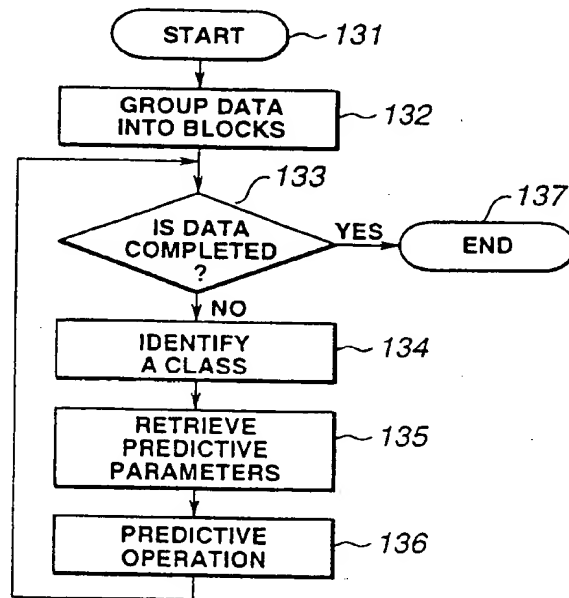 START
131
GROUP DATA
INTO BLOCKS
132
133
IS DATA
COMPLETED
?
YES
137
END
NO
IDENTIFY
A CLASS
134
RETRIEVE
PREDICTIVE
PARAMETERS
135
PREDICTIVE
OPERATION
136